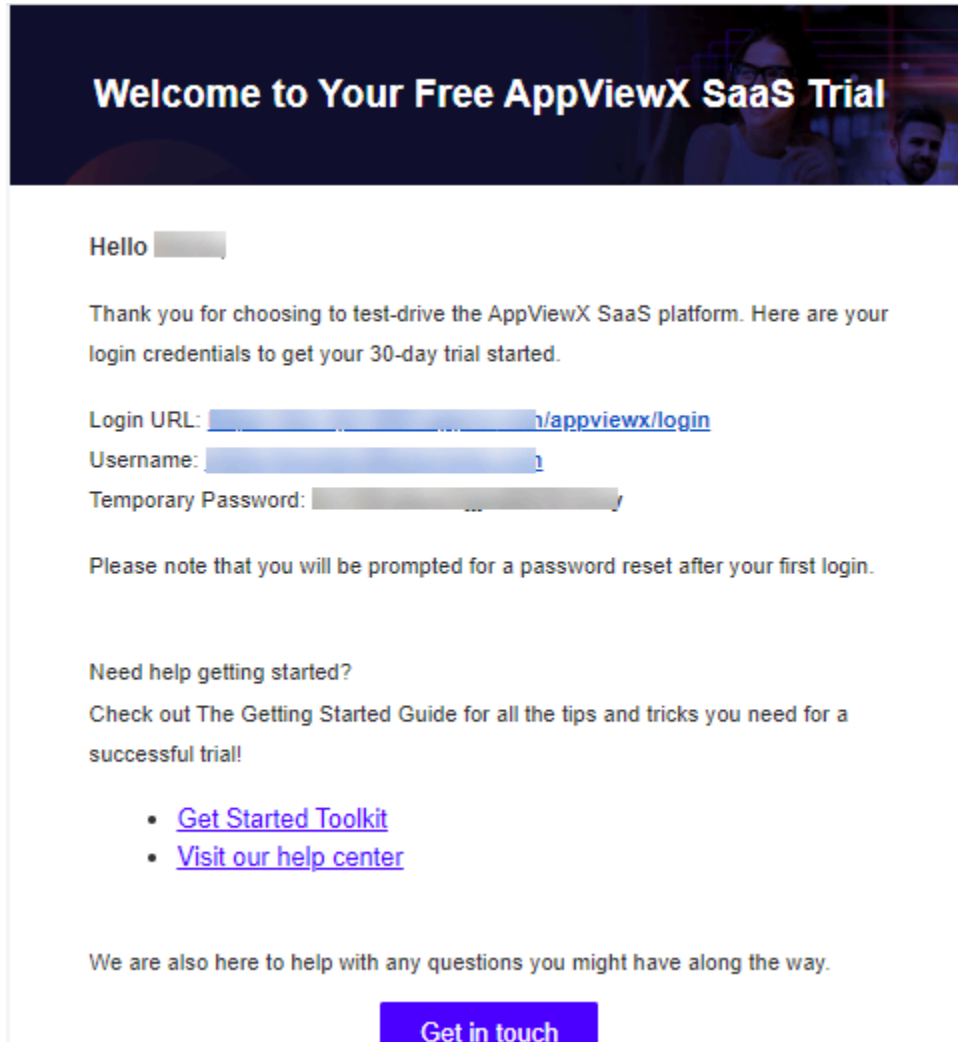 Welcome to Your Free AppViewX SaaS Trial
Hello
Thank you for choosing to test-drive the AppViewX SaaS platform. Here are your
login credentials to get your 30-day trial started.
Login URL: /appviewx/login
Username:
Temporary Password:
Please note that you will be prompted for a password reset after your first login.
Need help getting started?
Check out The Getting Started Guide for all the tips and tricks you need for a
successful trial!
• Get Started Toolkit
• Visit our help center
We are also here to help with any questions you might have along the way.
Get in touch